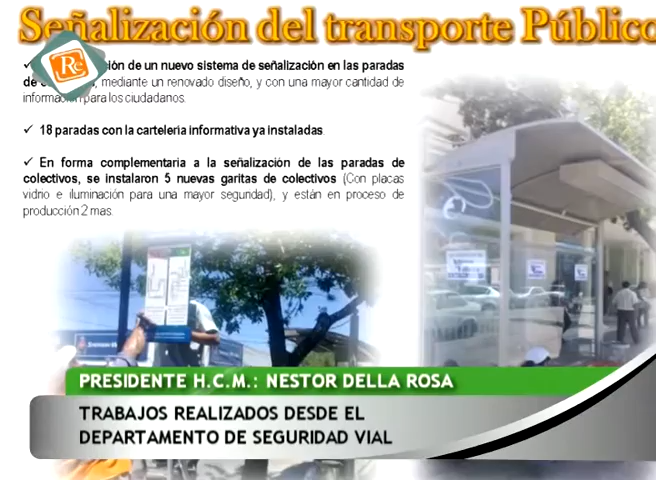 Señalización del transporte Público
ión de un nuevo sistema de señalización en las paradas
de mediante un renovado diseño, y con una mayor cantidad de
información para los ciudadanos.
✓ 18 paradas con la cartelería informativa ya instaladas.
✓ En forma complementaria a la señalización de las paradas de
colectivos, se instalaron 5 nuevas garitas de colectivos (Con placas
vidrio e iluminación para una mayor seguridad), y están en proceso de
producción 2 mas.
PRESIDENTE H.C.M.: NESTOR DELLA ROSA
TRABAJOS REALIZADOS DESDE EL
DEPARTAMENTO DE SEGURIDAD VIAL